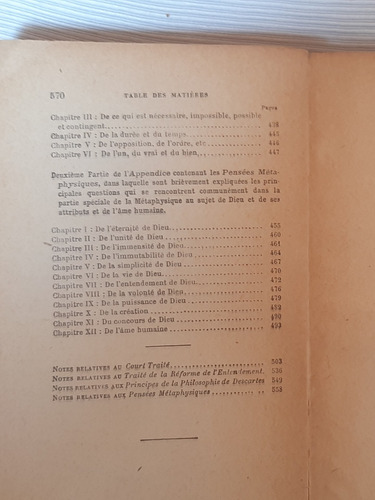 570 TABLE DES MATIÈRES
Pages
Chapitre III : De ce qui est nécessaire, impossible, possible
et contingent
Chapitre IV : De la durée et du temps 445
Chapitre V : De l'opposition, de l'ordre, etc 446
Chapitre VI : De l'un, du vrai et du bien, 447
Deuxième Partie de l'Appendice contenant les Pensées Méta-
physiques, dans laquelle sont brièvement expliquées les prin-
cipales questions qui se rencontrent communément dans la
partie spéciale de la Métaphysique au sujet de Dieu et de ses
attributs et de l'âme humaine.
Chapitre I : De l'éternité de Dieu 455
Chapitre II : De l'unité de Dieu 460
Chapitre III : De l'immensité de Dieu 461
Chapitre IV : De l'immutabilité de Dieu 464
Chapitre V : De la simplicité de Dieu 467
Chapitre VI : De la vie de Dieu 470
Chapitre VII : De l'entendement de Dieu 472
Chapitre VIII : De la volonté de Dieu 476
Chapitre IX : De la puissance de Dieu 479
Chapitre X : De la création 482
Chapitre XI : Du concours de Dieu 490
Chapitre XII : De l'âme humaine 493
Notes relatives au Court Traité 503
Notes relatives au Traité de la Réforme de l'Entendement. 536
Notes relatives aux Principes de la Philosophie de Descartes 549
Notes relatives aux Pensées Métaphysiques 553